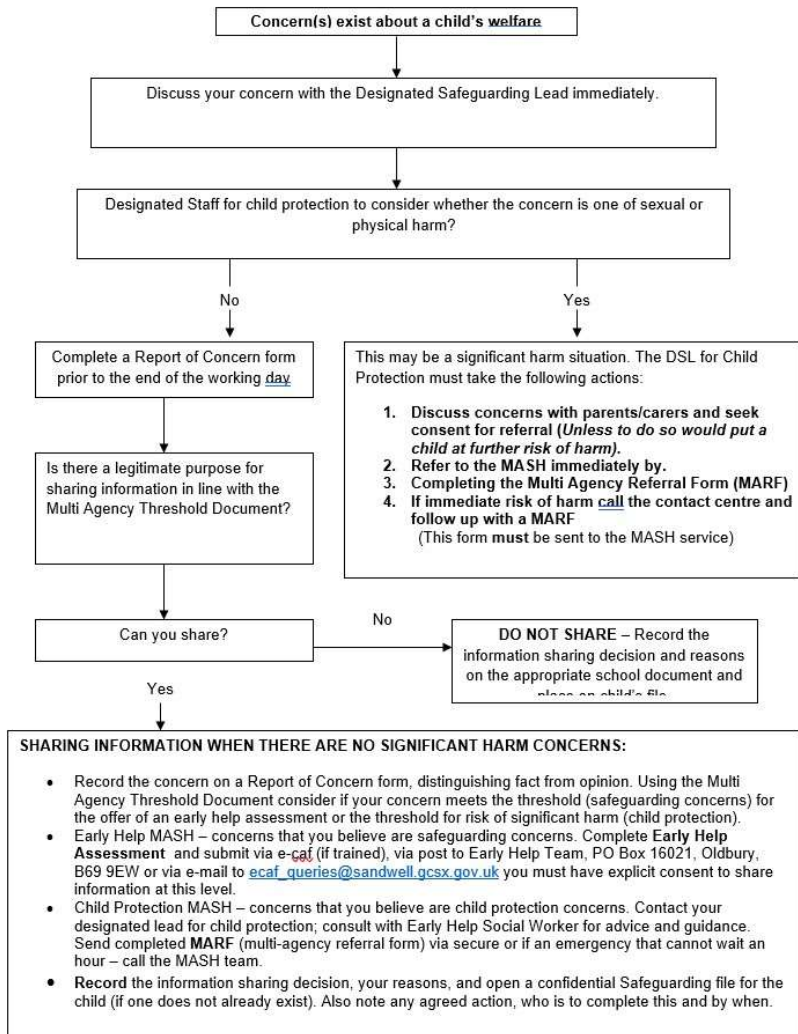 Concern(s) exist about a child's welfare
Discuss your concern with the Designated Safeguarding Lead immediately.
Designated Staff for child protection to consider whether the concern is one of sexual or
physical harm?
No
Yes
Complete a Report of Concern form
prior to the end of the working day
This may be a significant harm situation. The DSL for Child
Protection must take the following actions:
1. Discuss concerns with parents/carers and seek
consent for referral (Unless to do so would put a
child at further risk of harm).
2. Refer to the MASH immediately by.
3. Completing the Multi Agency Referral Form (MARF)
4. If immediate risk of harm call the contact centre and
follow up with a MARF
(This form must be sent to the MASH service)
Is there a legitimate purpose for
sharing information in line with the
Multi Agency Threshold Document?
Can you share?
No
DO NOT SHARE – Record the
information sharing decision and reasons
on the appropriate school document and
place on child's file
Yes
SHARING INFORMATION WHEN THERE ARE NO SIGNIFICANT HARM CONCERNS:
• Record the concern on a Report of Concern form, distinguishing fact from opinion. Using the Multi
Agency Threshold Document consider if your concern meets the threshold (safeguarding concerns) for
the offer of an early help assessment or the threshold for risk of significant harm (child protection).
• Early Help MASH – concerns that you believe are safeguarding concerns. Complete Early Help
Assessment and submit via e-caf (if trained), via post to Early Help Team, PO Box 16021, Oldbury,
B69 9EW or via e-mail to ecaf_queries@sandwell.gcsx.gov.uk you must have explicit consent to share
information at this level.
• Child Protection MASH – concerns that you believe are child protection concerns. Contact your
designated lead for child protection; consult with Early Help Social Worker for advice and guidance.
Send completed MARF (multi-agency referral form) via secure or if an emergency that cannot wait an
hour – call the MASH team.
• Record the information sharing decision, your reasons, and open a confidential Safeguarding file for the
child (if one does not already exist). Also note any agreed action, who is to complete this and by when.